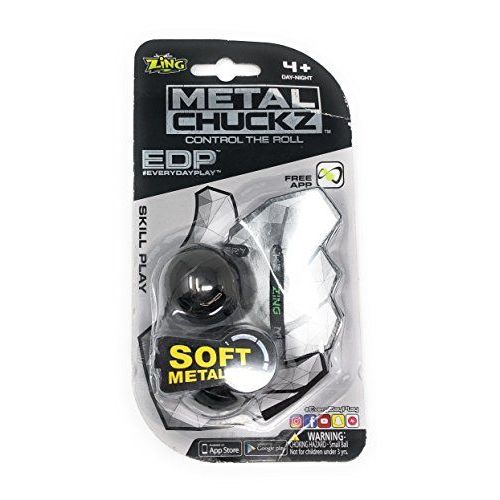 ZING
4+
DAY-NIGHT
METAL
CHUCKZ™
CONTROL THE ROLL
EDP™
#EVERYDAYPLAY™
FREE
APP
SKILL PLAY
ZING
SOFT
METAL
#EveryDayPlay
App Store
Google play
WARNING:
CHOKING HAZARD - Small Ball
Not for children under 3 yrs.